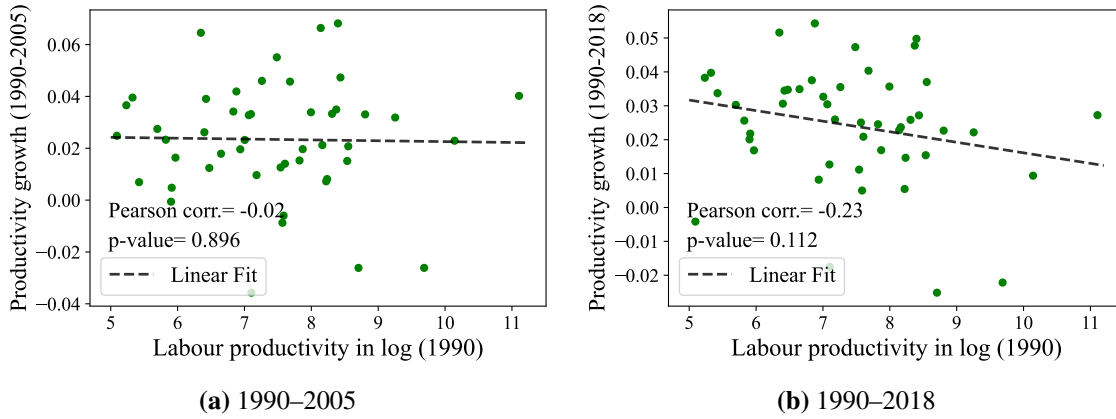 Productivity growth (1990-2005)
0.06
0.04
0.02
0.00
−0.02
−0.04
Pearson corr.= -0.02
p-value= 0.896
Linear Fit
5 6 7 8 9 10 11
Labour productivity in log (1990)
(a) 1990–2005
Productivity growth (1990-2018)
0.05
0.04
0.03
0.02
0.01
0.00
−0.01
−0.02
Pearson corr.= -0.23
p-value= 0.112
Linear Fit
5 6 7 8 9 10 11
Labour productivity in log (1990)
(b) 1990–2018